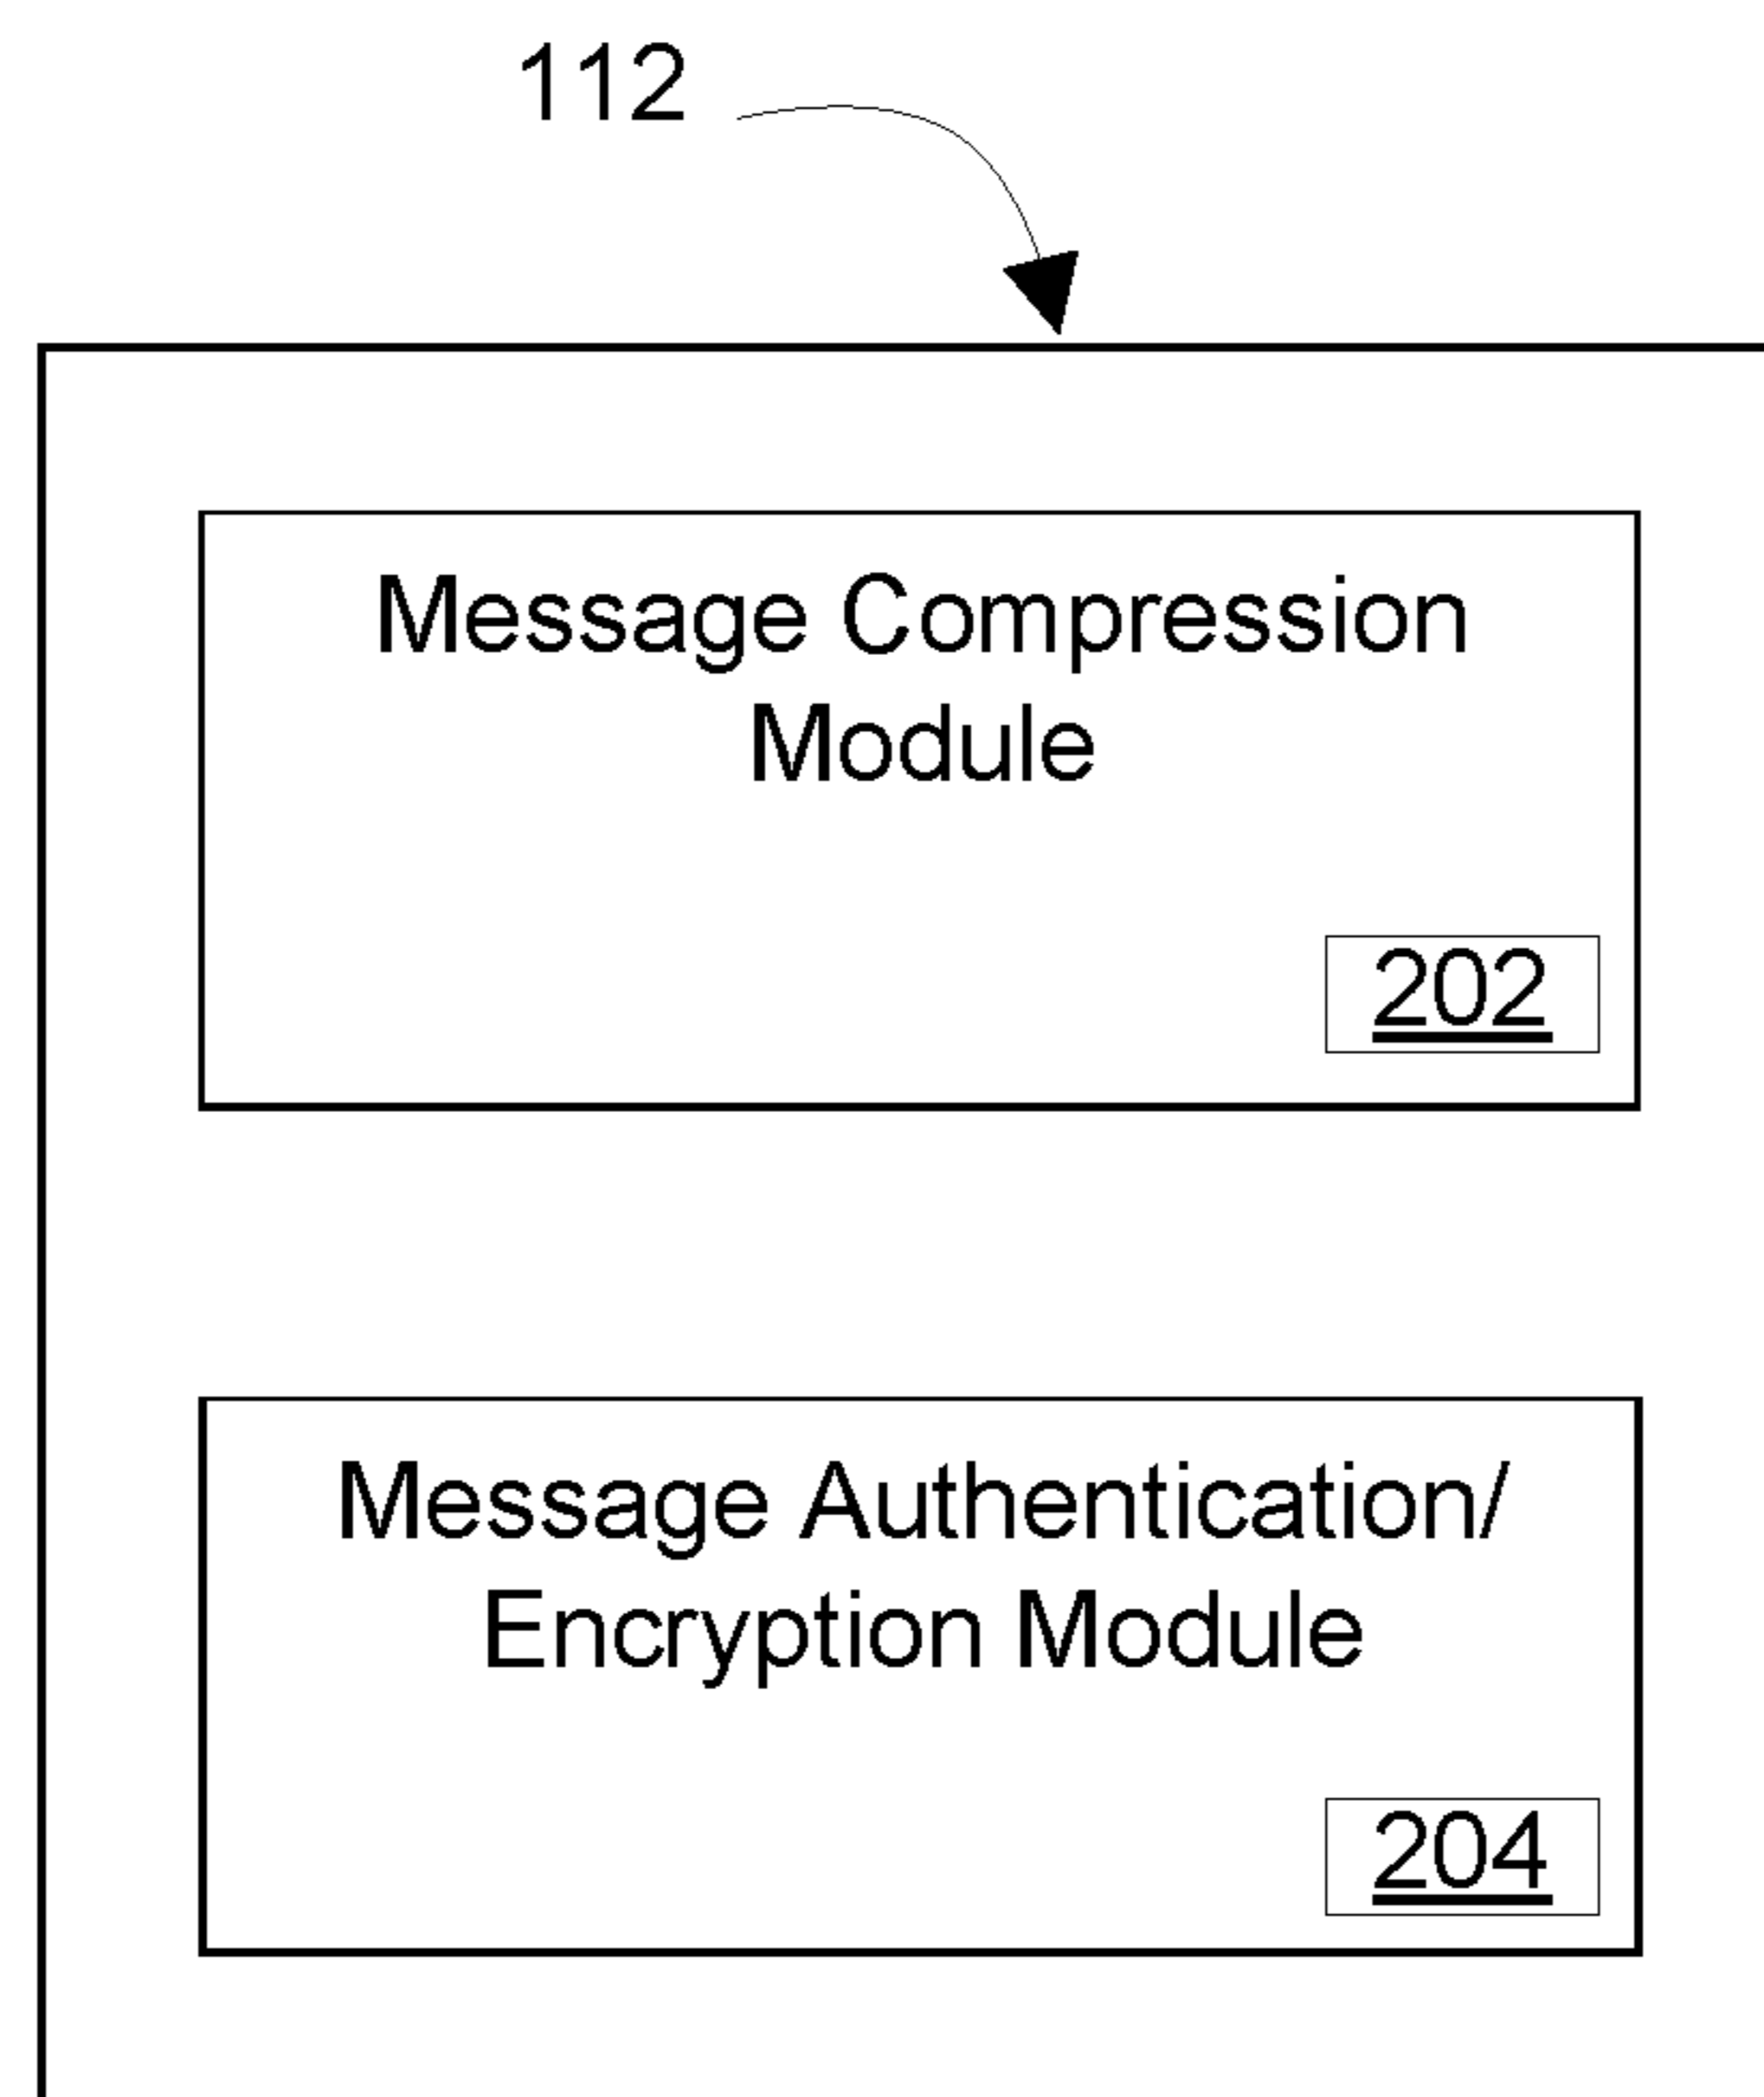 112
Message Compression
Module
202
Message Authentication/
Encryption Module
204